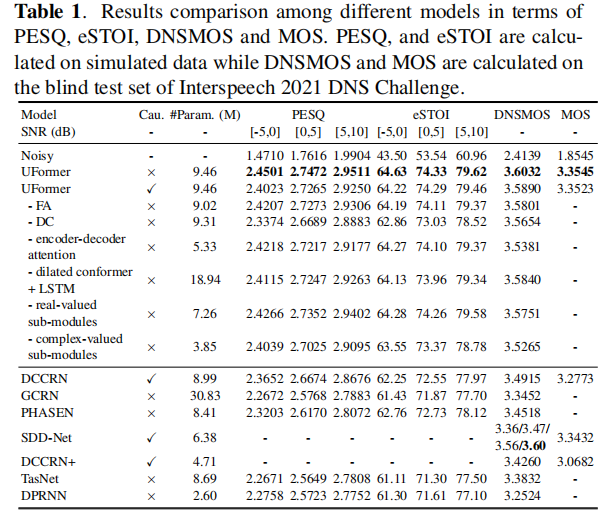 Table 1. Results comparison among different models in terms of
PESQ, eSTOI, DNSMOS and MOS. PESQ, and eSTOI are calcu-
lated on simulated data while DNSMOS and MOS are calculated on
the blind test set of Interspeech 2021 DNS Challenge.
Model Cau. #Param. (M) PESQ eSTOI DNSMOS MOS
SNR (dB) - - [-5,0] [0,5] [5,10] [-5,0] [0,5] [5,10] - -
Noisy - - 1.4710 1.7616 1.9904 43.50 53.54 60.96 2.4139 1.8545
UFormer × 9.46 2.4501 2.7472 2.9511 64.63 74.33 79.62 3.6032 3.3545
UFormer ✓ 9.46 2.4023 2.7265 2.9250 64.22 74.29 79.46 3.5890 3.3523
- FA × 9.02 2.4207 2.7273 2.9306 64.19 74.11 79.37 3.5801 -
- DC × 9.31 2.3374 2.6689 2.8883 62.86 73.03 78.52 3.5654 -
- encoder-decoder
attention × 5.33 2.4218 2.7217 2.9177 64.27 74.10 79.37 3.5381 -
- dilated conformer
+ LSTM × 18.94 2.4115 2.7247 2.9263 64.13 73.96 79.34 3.5840 -
- real-valued
sub-modules × 7.26 2.4266 2.7352 2.9402 64.28 74.26 79.58 3.5751 -
- complex-valued
sub-modules × 3.85 2.4039 2.7025 2.9095 63.55 73.37 78.78 3.5265 -
DCCRN ✓ 8.99 2.3652 2.6674 2.8676 62.25 72.55 77.97 3.4915 3.2773
GCRN × 30.83 2.2672 2.5768 2.7883 61.43 71.87 77.70 3.3452 -
PHASEN × 8.41 2.3203 2.6170 2.8072 62.76 72.73 78.12 3.4518 -
SDD-Net ✓ 6.38 - - - - - - 3.36/3.47/ 3.3432
3.56/3.60
DCCRN+ ✓ 4.71 - - - - - - 3.4260 3.0682
TasNet × 8.69 2.2671 2.5649 2.7808 61.11 71.30 77.50 3.3832 -
DPRNN × 2.60 2.2758 2.5723 2.7752 61.30 71.61 77.10 3.2524 -